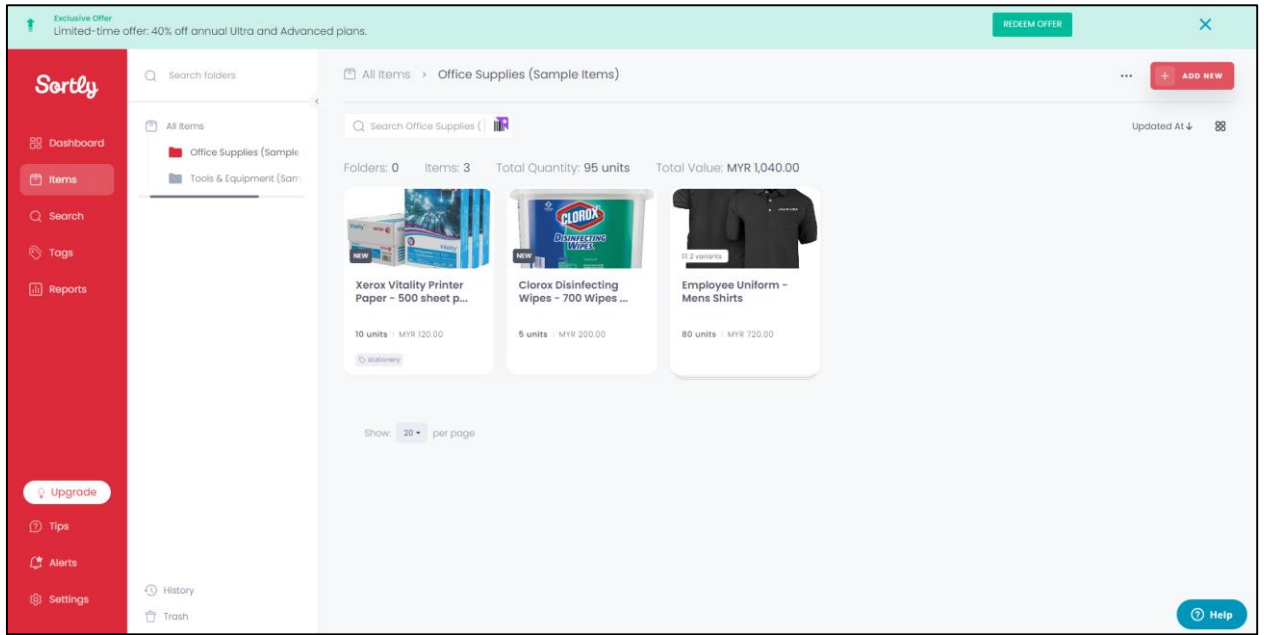 Exclusive Offer
Limited-time offer: 40% off annual Ultra and Advanced plans.
REDEEM OFFER
Sortly
Dashboard
Items
Search
Tags
Reports
Upgrade
Tips
Alerts
Settings
Search folders
All Items
Office Supplies (Sample
Tools & Equipment (Sam
History
Trash
All Items > Office Supplies (Sample Items)
ADD NEW
Search Office Supplies (
Updated At
Folders: 0 Items: 3 Total Quantity: 95 units Total Value: MYR 1,040.00
NEW
Xerox Vitality Printer
Paper - 500 sheet p...
10 units MYR 120.00
stationery
CLOROX
DISINFECTING
WIPES
NEW
Clorox Disinfecting
Wipes - 700 Wipes ...
5 units MYR 200.00
2 variants
Employee Uniform -
Mens Shirts
80 units MYR 720.00
Show: 20 per page
Help